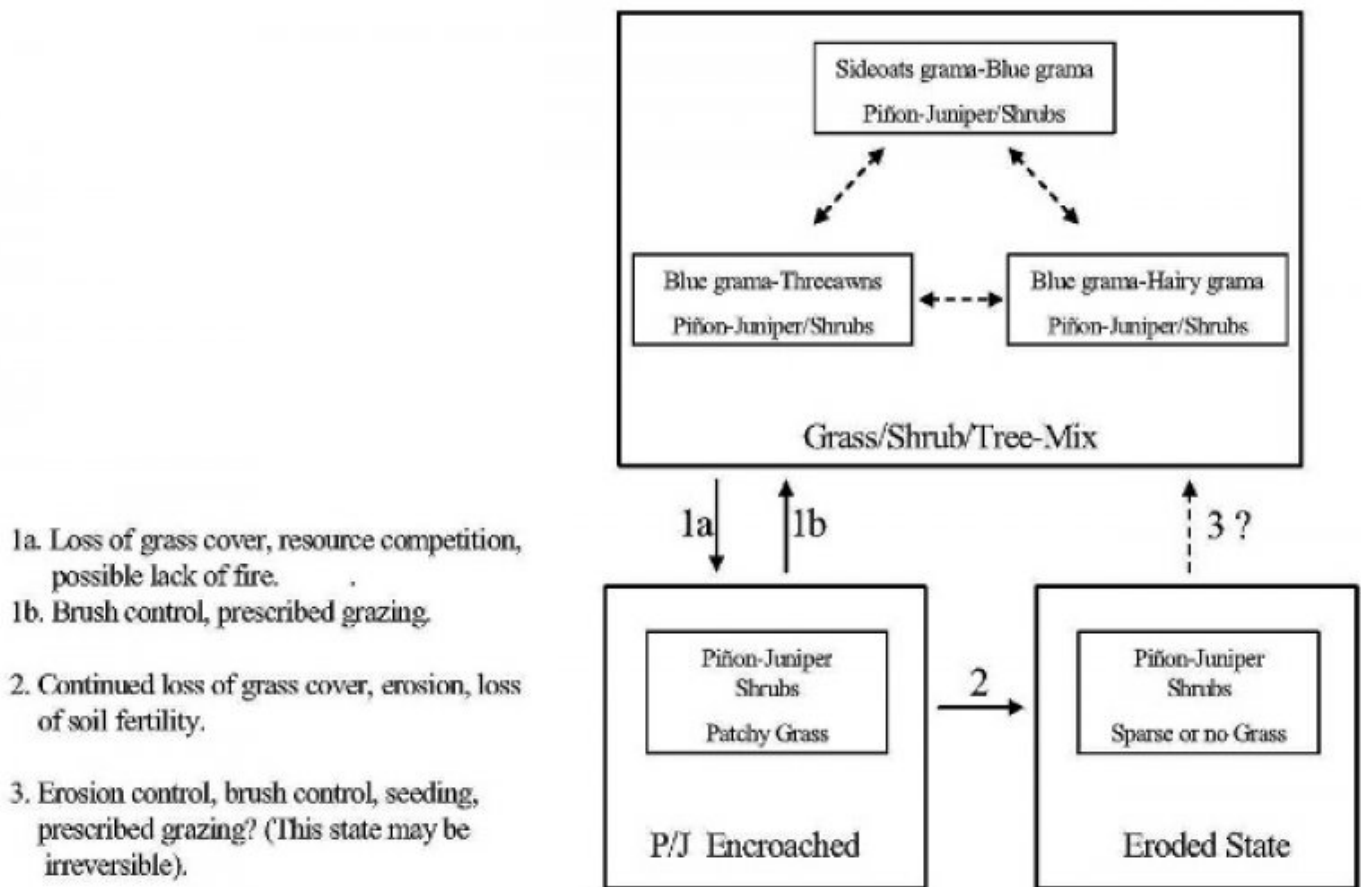 Sideoats grama-Blue grama
Piñon-Juniper/Shrubs
Blue grama-Threeawns
Piñon-Juniper/Shrubs
Blue grama-Hairy grama
Piñon-Juniper/Shrubs
Grass/Shrub/Tree-Mix
1a
1b
3 ?
1a. Loss of grass cover, resource competition,
possible lack of fire.
1b. Brush control, prescribed grazing.
2. Continued loss of grass cover, erosion, loss
of soil fertility.
3. Erosion control, brush control, seeding,
prescribed grazing? (This state may be
irreversible).
Piñon-Juniper
Shrubs
Patchy Grass
P/J Encroached
2
Piñon-Juniper
Shrubs
Sparse or no Grass
Eroded State